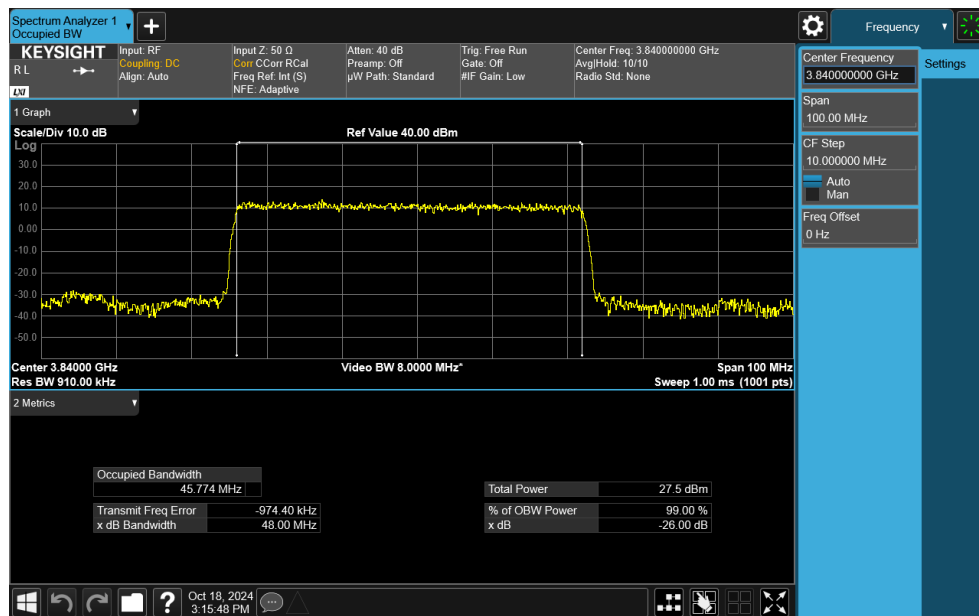 Spectrum Analyzer 1
Occupied BW
Frequency
KEYSIGHT
R L
LXI
Input: RF
Coupling: DC
Align: Auto
Input Z: 50 Ω
Corr CCorr RCal
Freq Ref: Int (S)
NFE: Adaptive
Atten: 40 dB
Preamp: Off
µW Path: Standard
Trig: Free Run
Gate: Off
#IF Gain: Low
Center Freq: 3.840000000 GHz
Avg|Hold: 10/10
Radio Std: None
Center Frequency
3.840000000 GHz
Settings
Span
100.00 MHz
CF Step
10.000000 MHz
Auto
Man
Freq Offset
0 Hz
1 Graph
Scale/Div 10.0 dB
Ref Value 40.00 dBm
Log
30.0
20.0
10.0
0.00
-10.0
-20.0
-30.0
-40.0
-50.0
Center 3.84000 GHz
Video BW 8.0000 MHz*
Span 100 MHz
Res BW 910.00 kHz
Sweep 1.00 ms (1001 pts)
2 Metrics
Occupied Bandwidth
45.774 MHz
Total Power 27.5 dBm
Transmit Freq Error -974.40 kHz
% of OBW Power 99.00 %
x dB Bandwidth 48.00 MHz
x dB -26.00 dB
?
Oct 18, 2024
3:15:48 PM